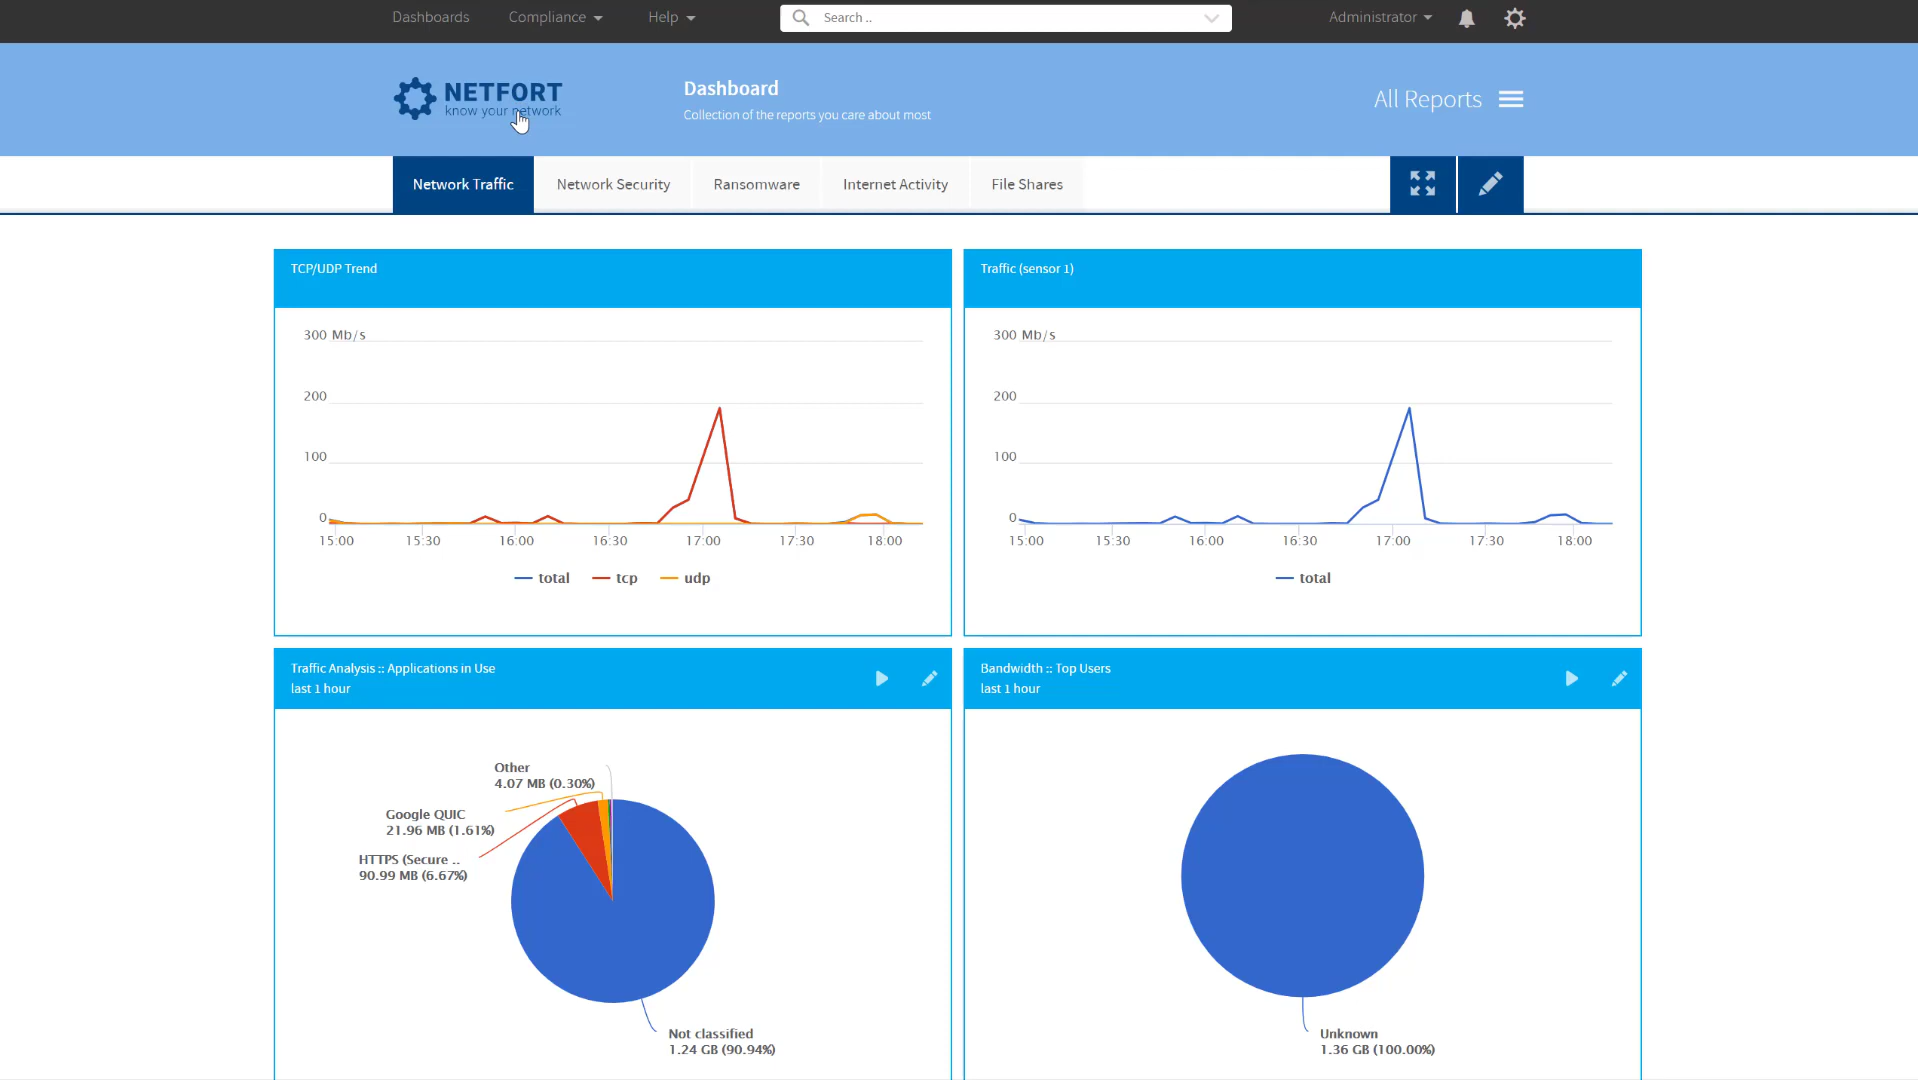 Dashboards
Compliance
Help
Search ..
Administrator
NETFORT
know your network
Dashboard
Collection of the reports you care about most
All Reports
Network Traffic
Network Security
Ransomware
Internet Activity
File Shares
TCP/UDP Trend
300 Mb/s
200
100
0
15:00
15:30
16:00
16:30
17:00
17:30
18:00
total
tcp
udp
Traffic (sensor 1)
300 Mb/s
200
100
0
15:00
15:30
16:00
16:30
17:00
17:30
18:00
total
Traffic Analysis :: Applications in Use
last 1 hour
Other
4.07 MB (0.30%)
Google QUIC
21.96 MB (1.61%)
HTTPS (Secure ..
90.99 MB (6.67%)
Not classified
1.24 GB (90.94%)
Bandwidth :: Top Users
last 1 hour
Unknown
1.36 GB (100.00%)